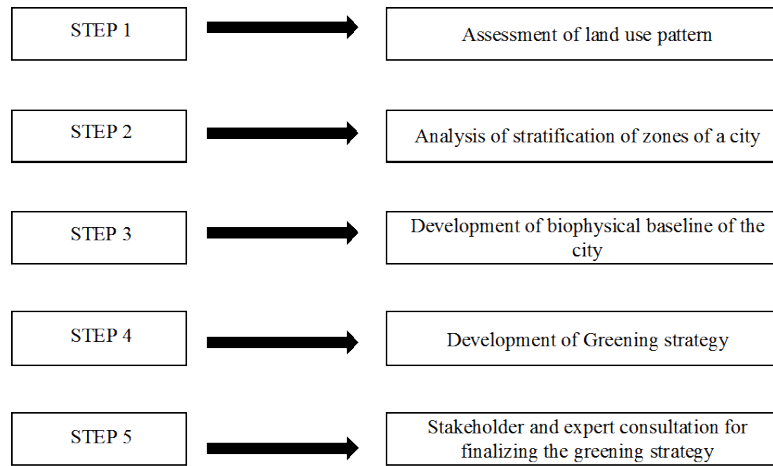 STEP 1
Assessment of land use pattern
STEP 2
Analysis of stratification of zones of a city
STEP 3
Development of biophysical baseline of the
city
STEP 4
Development of Greening strategy
STEP 5
Stakeholder and expert consultation for
finalizing the greening strategy